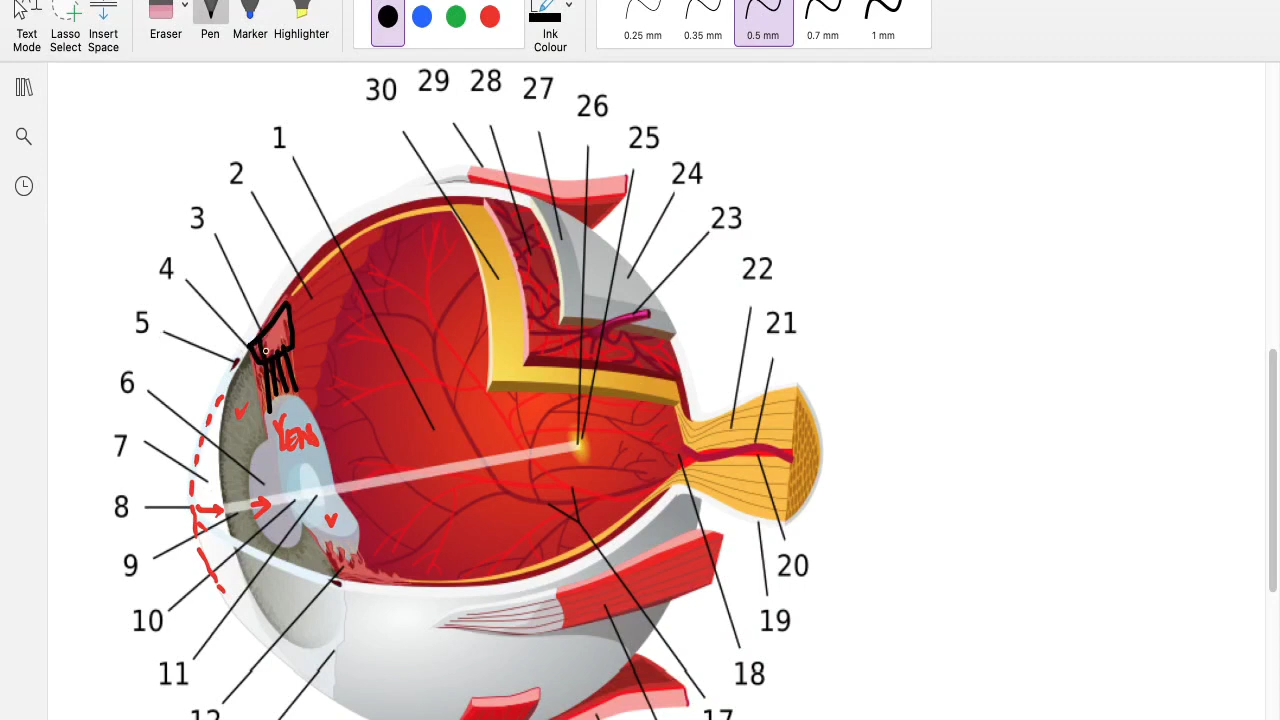 Text Mode
Lasso Select
Insert Space
Eraser
Pen
Marker
Highlighter
Ink Colour
0.25 mm
0.35 mm
0.5 mm
0.7 mm
1 mm
30
29
28
27
26
25
24
23
22
21
1
2
3
4
5
6
7
8
9
10
11
20
19
18
17